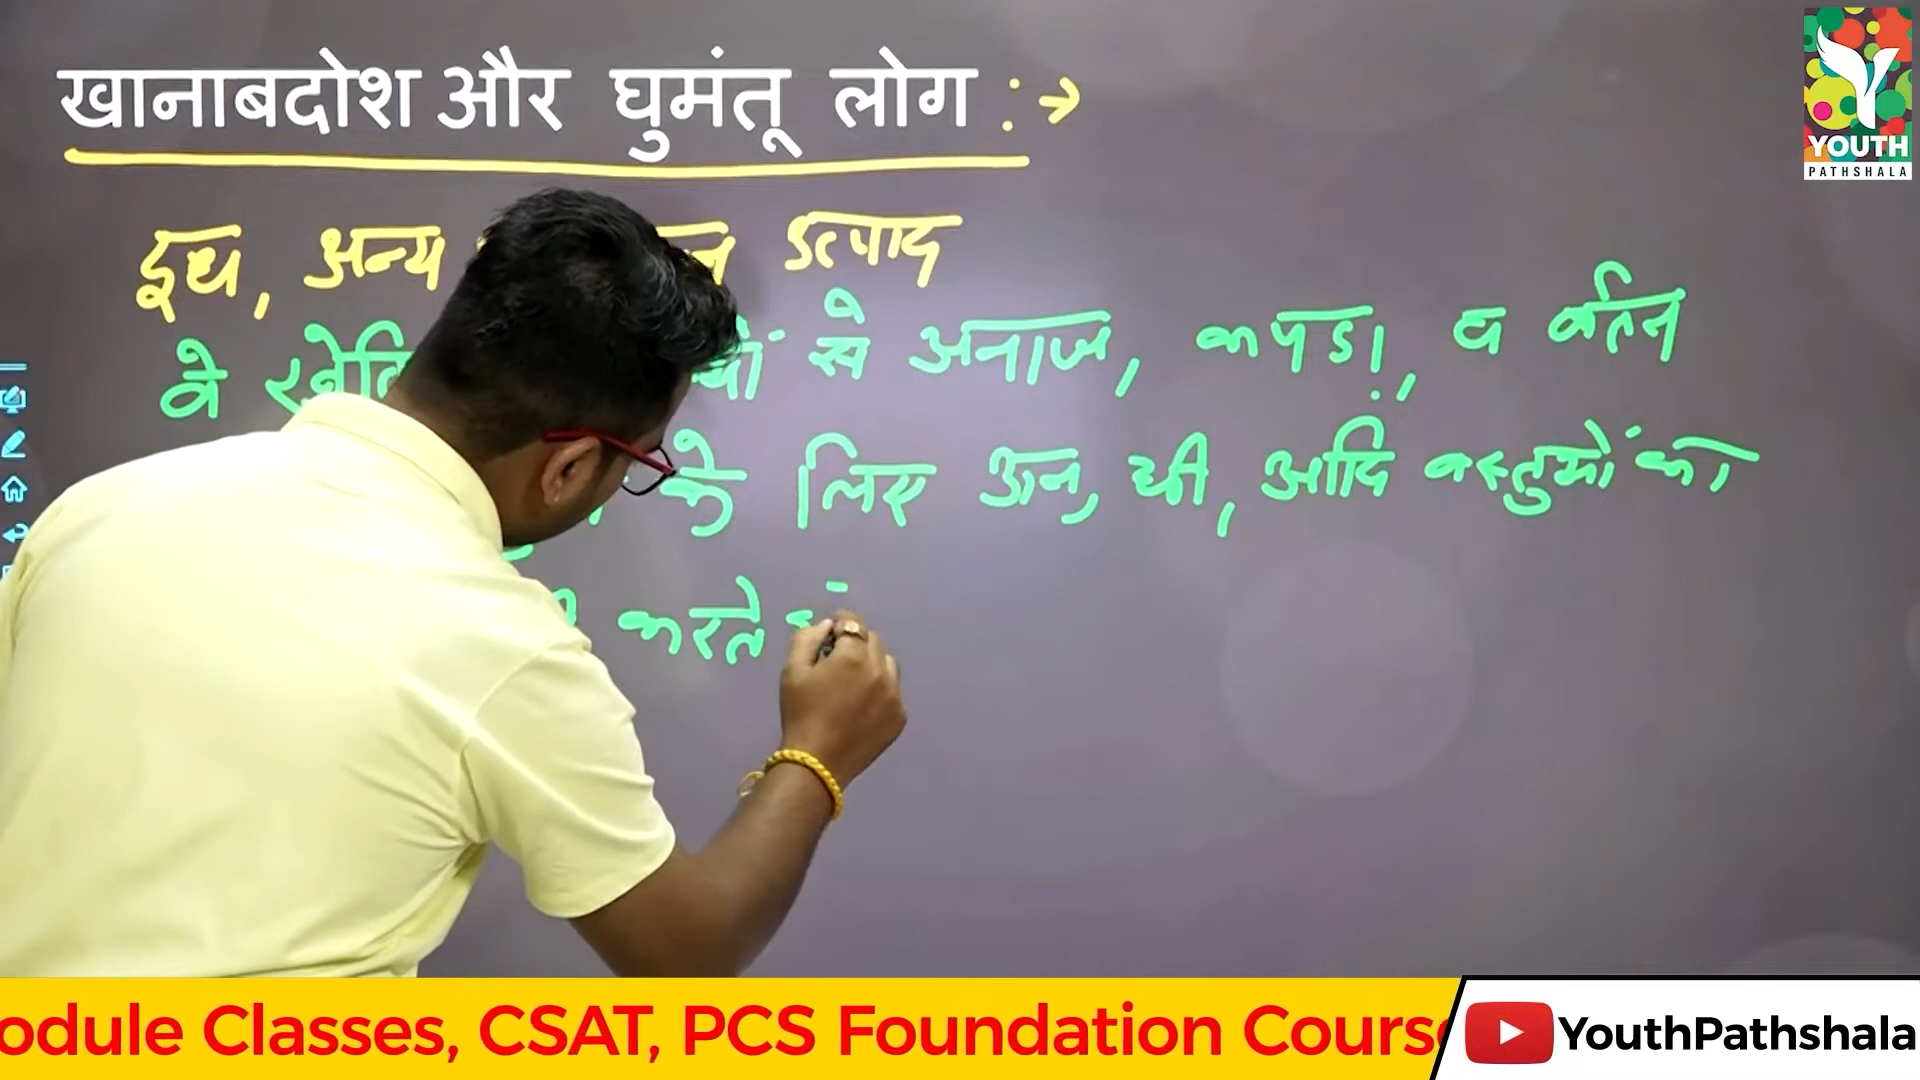 खानाबदोश और घुमंतू लोग :→
दूध, अन्य उत्पाद
वे से अनाज, कपड़ा, व बर्तन
के लिए ऊन, घी, आदि वस्तुओं का
करते
YOUTH
PATHSHALA
odule Classes, CSAT, PCS Foundation Cours
YouthPathshala